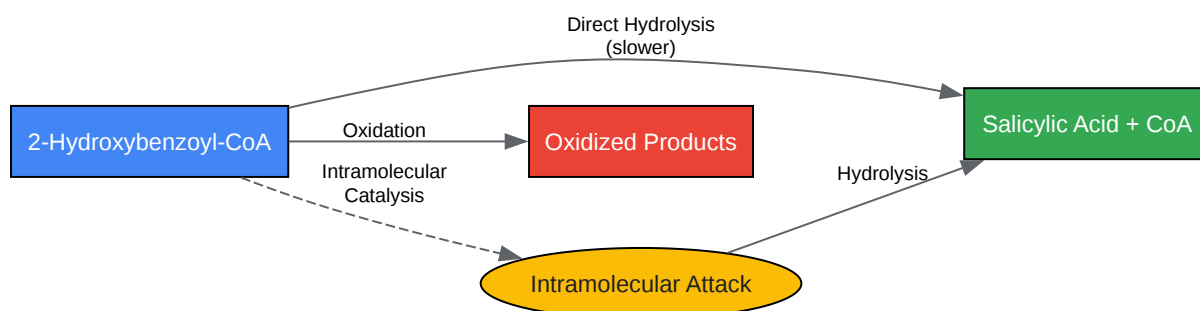 Direct Hydrolysis
(slower)
2-Hydroxybenzoyl-CoA
Oxidation
Oxidized Products
Salicylic Acid + CoA
Intramolecular
Catalysis
Hydrolysis
Intramolecular Attack